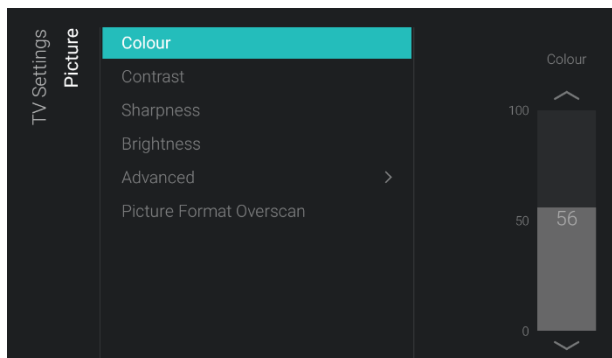 TV Settings
Picture
Colour
Contrast
Sharpness
Brightness
Advanced
Picture Format Overscan
Colour
100
50
56
0